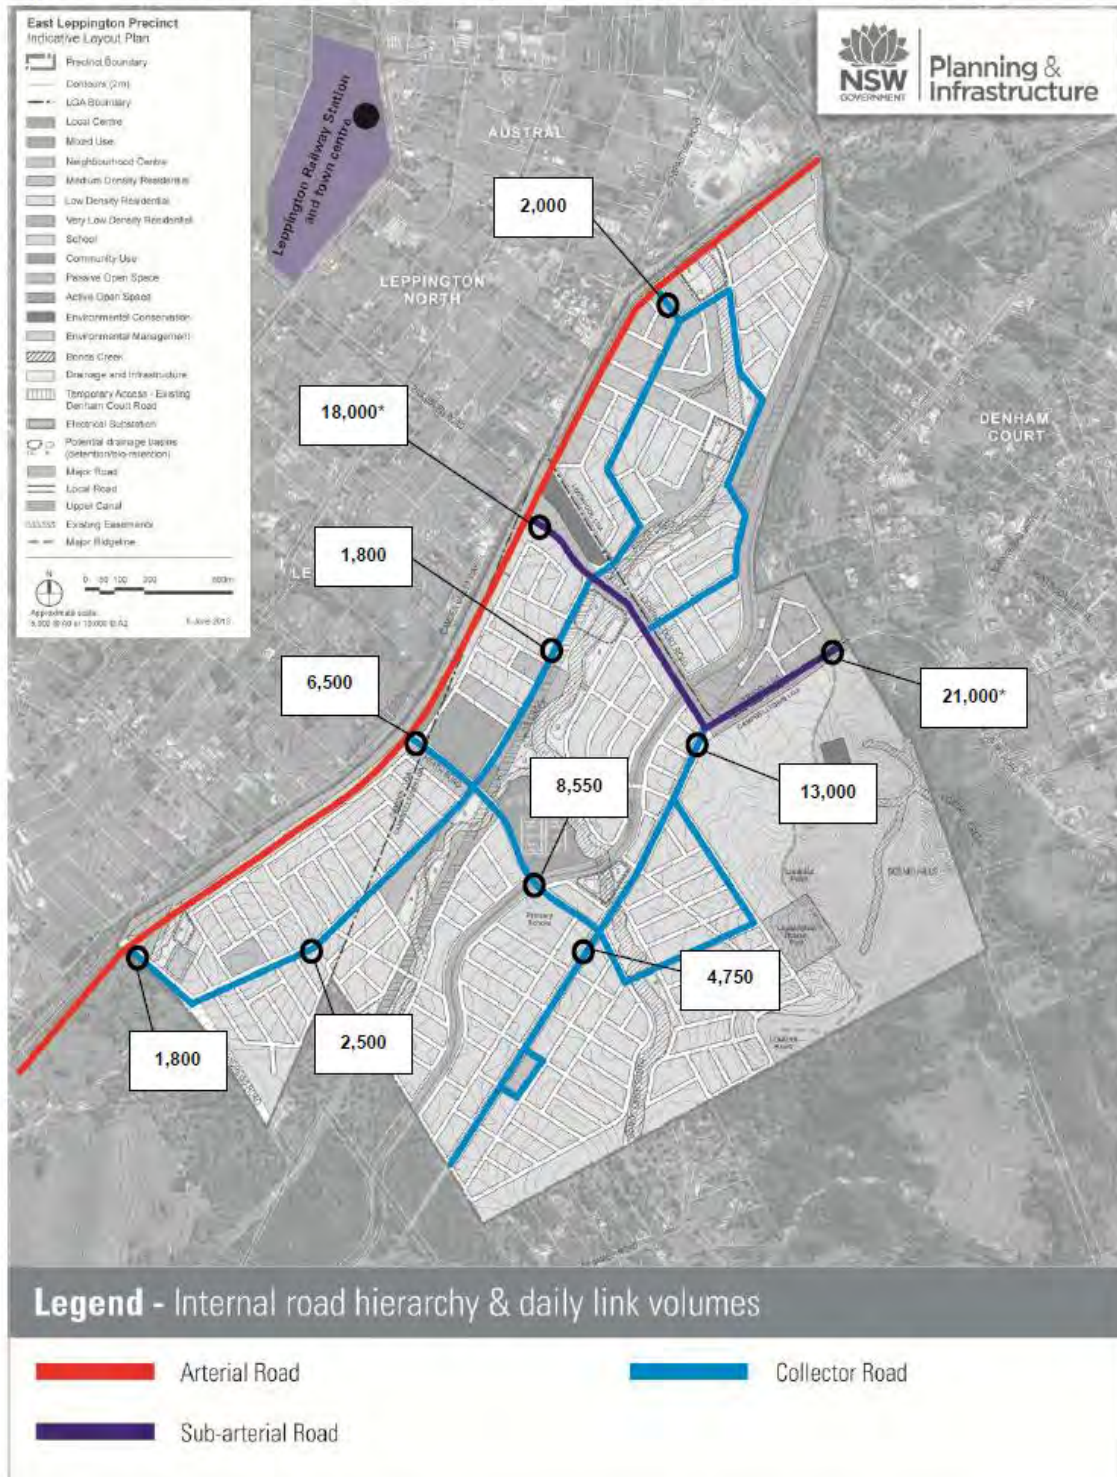 East Leppington Precinct
Indicative Layout Plan
Precinct Boundary
Contours (2m)
LGA Boundary
Local Centre
Mixed Use
Neighbourhood Centre
Medium Density Residential
Low Density Residential
Very Low Density Residential
School
Community Use
Passive Open Space
Active Open Space
Environmental Conservation
Environmental Management
Bonds Creek
Drainage and Infrastructure
Temporary Access - Existing
Denham Court Road
Electrical Substation
Potential drainage basins
(detention/bio-retention)
Major Road
Local Road
Upper Canal
Existing Easements
Major Ridgeline
N
Approximate scale
NSW
GOVERNMENT
Planning &
Infrastructure
Leppington Railway Station
and town centre
AUSTRAL
2,000
LEPPINGTON
NORTH
18,000*
DENHAM
COURT
1,800
6,500
21,000*
8,550
13,000
Primary
School
4,750
1,800
2,500
Legend - Internal road hierarchy & daily link volumes
Arterial Road
Collector Road
Sub-arterial Road